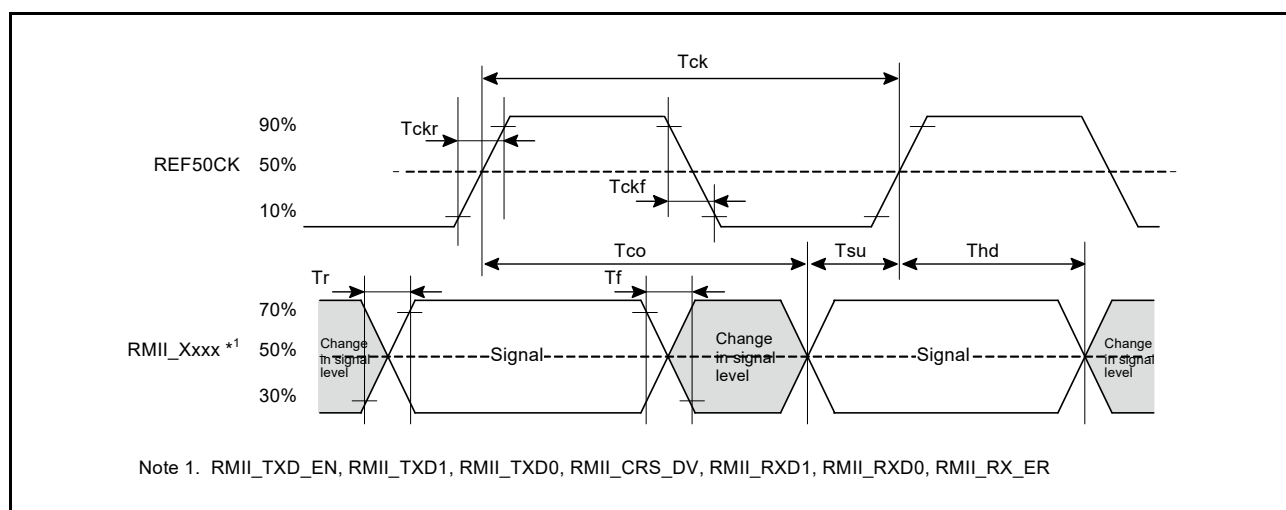 Tck
90%
Tckr
REF50CK 50%
Tckf
10%
Tco Tsu Thd
Tr Tf
70%
RMII_Xxxx *1 50%
Change
in signal
level
Signal
Change
in signal
level
Signal
Change
in signal
level
30%
Note 1. RMII_TXD_EN, RMII_TXD1, RMII_TXD0, RMII_CRS_DV, RMII_RXD1, RMII_RXD0, RMII_RX_ER